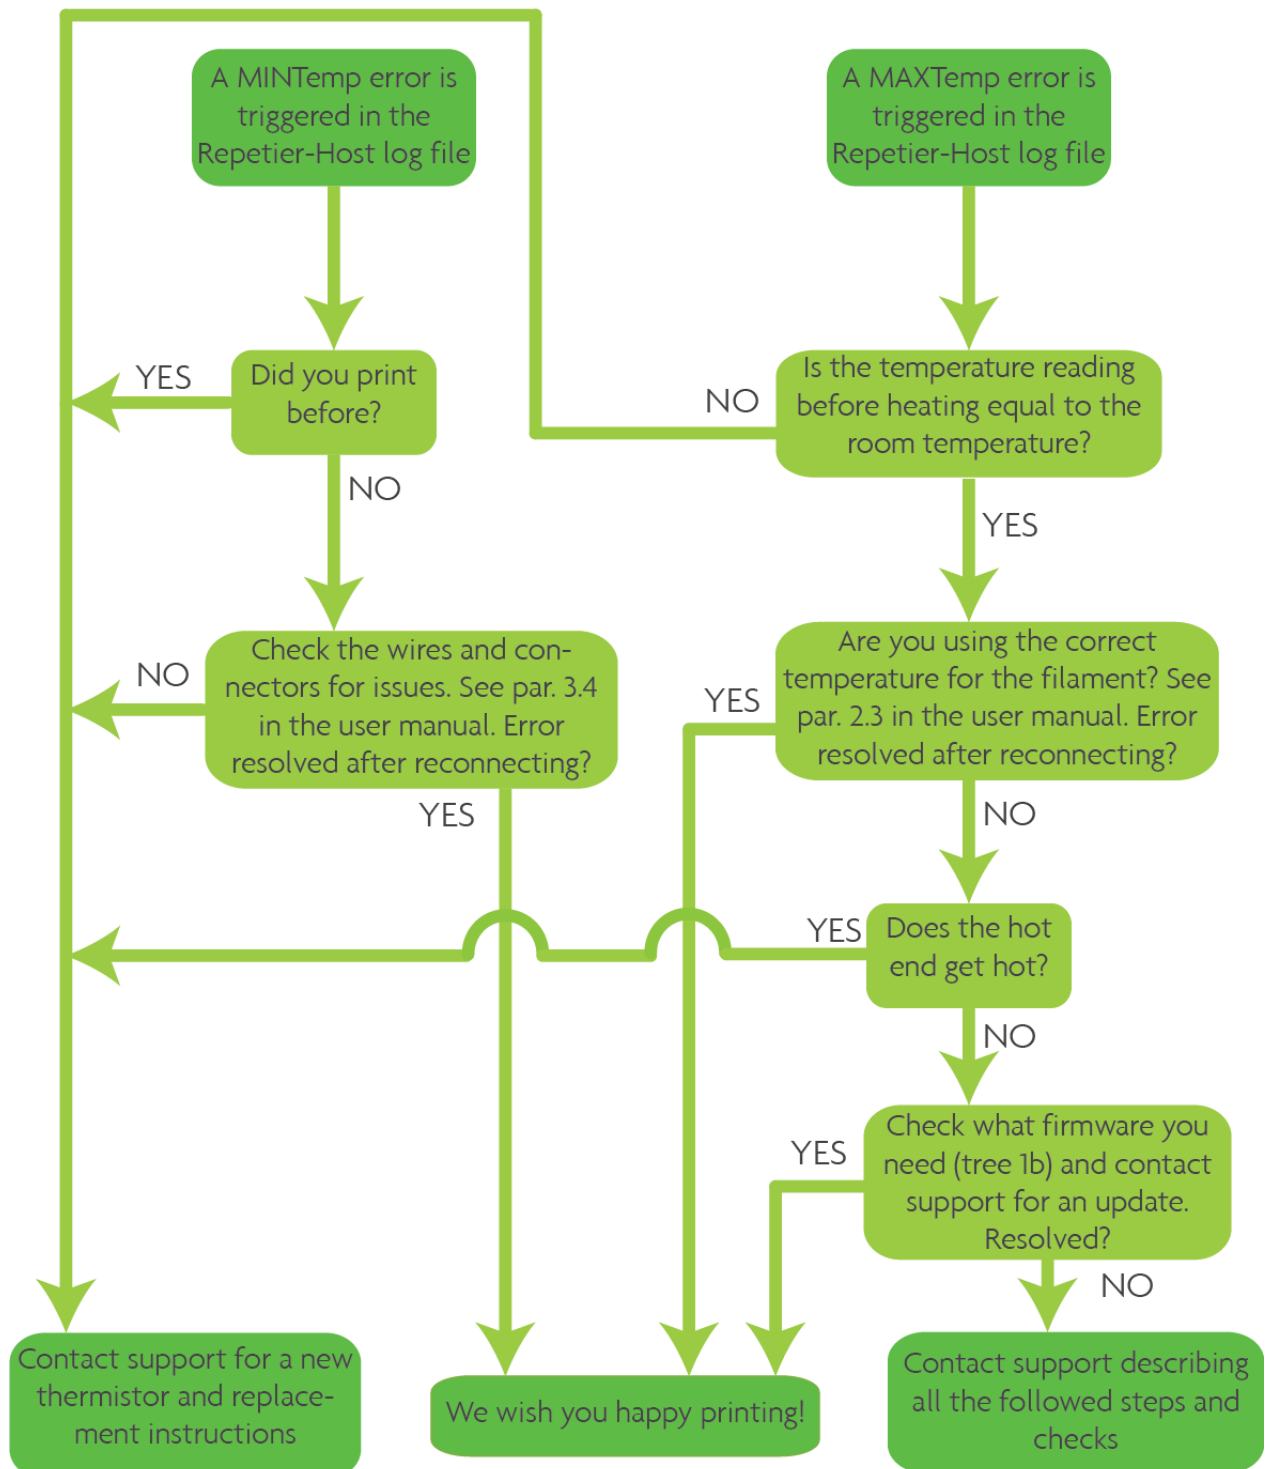 A MINTemp error is
triggered in the
Repetier-Host log file
A MAXTemp error is
triggered in the
Repetier-Host log file
YES
Did you print
before?
NO
NO
Is the temperature reading
before heating equal to the
room temperature?
YES
NO
Check the wires and con-
nectors for issues. See par. 3.4
in the user manual. Error
resolved after reconnecting?
YES
YES
Are you using the correct
temperature for the filament? See
par. 2.3 in the user manual. Error
resolved after reconnecting?
NO
YES
Does the hot
end get hot?
NO
YES
Check what firmware you
need (tree 1b) and contact
support for an update.
Resolved?
NO
Contact support for a new
thermistor and replace-
ment instructions
We wish you happy printing!
Contact support describing
all the followed steps and
checks